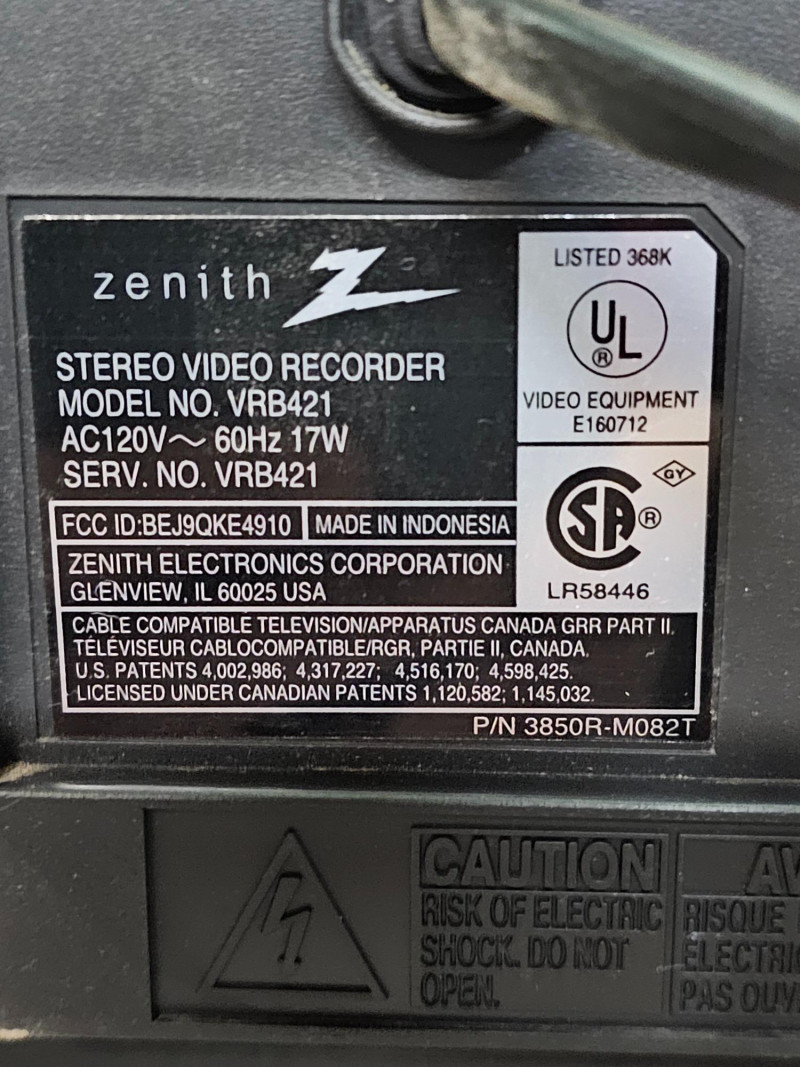 zenith
STEREO VIDEO RECORDER
MODEL NO. VRB421
AC120V～ 60Hz 17W
SERV. NO. VRB421
LISTED 368K
UL
®
VIDEO EQUIPMENT
E160712
GY
SA ®
LR58446
FCC ID:BEJ9QKE4910 MADE IN INDONESIA
ZENITH ELECTRONICS CORPORATION
GLENVIEW, IL 60025 USA
CABLE COMPATIBLE TELEVISION/APPARATUS CANADA GRR PART II.
TÉLÉVISEUR CABLOCOMPATIBLE/RGR, PARTIE II, CANADA.
U.S. PATENTS 4,002,986; 4,317,227; 4,516,170; 4,598,425.
LICENSED UNDER CANADIAN PATENTS 1,120,582; 1,145,032.
P/N 3850R-M082T
CAUTION
RISK OF ELECTRIC
SHOCK. DO NOT
OPEN.
AV
RISQUE
ELECTRI
PAS OUV